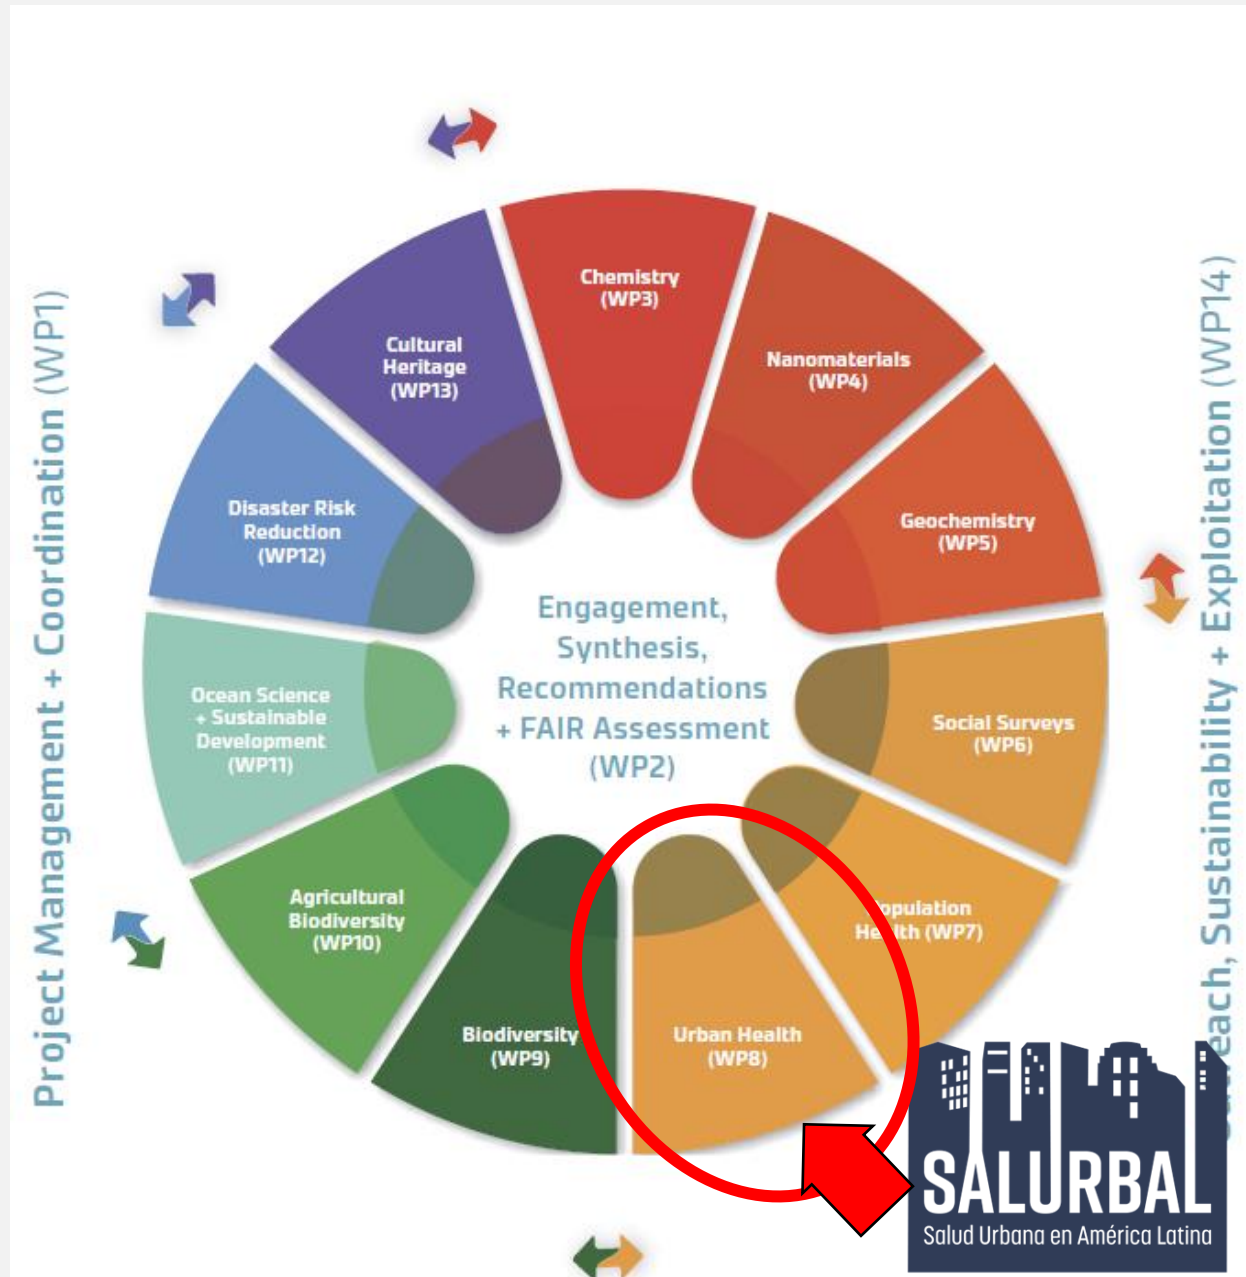 Chemistry
(WP3)
Nanomaterials
(WP4)
Geochemistry
(WP5)
Social Surveys
(WP6)
Health (WP7)
Urban Health
(WP8)
Biodiversity
(WP9)
Agricultural
Biodiversity
(WP10)
Ocean Science
+ Sustainable
Development
(WP11)
Disaster Risk
Reduction
(WP12)
Cultural
Heritage
(WP13)
Engagement,
Synthesis,
Recommendations
+ FAIR Assessment
(WP2)
Project Management + Coordination (WP1)
Sustainability + Exploitation (WP14)
SALURBAL
Salud Urbana en América Latina